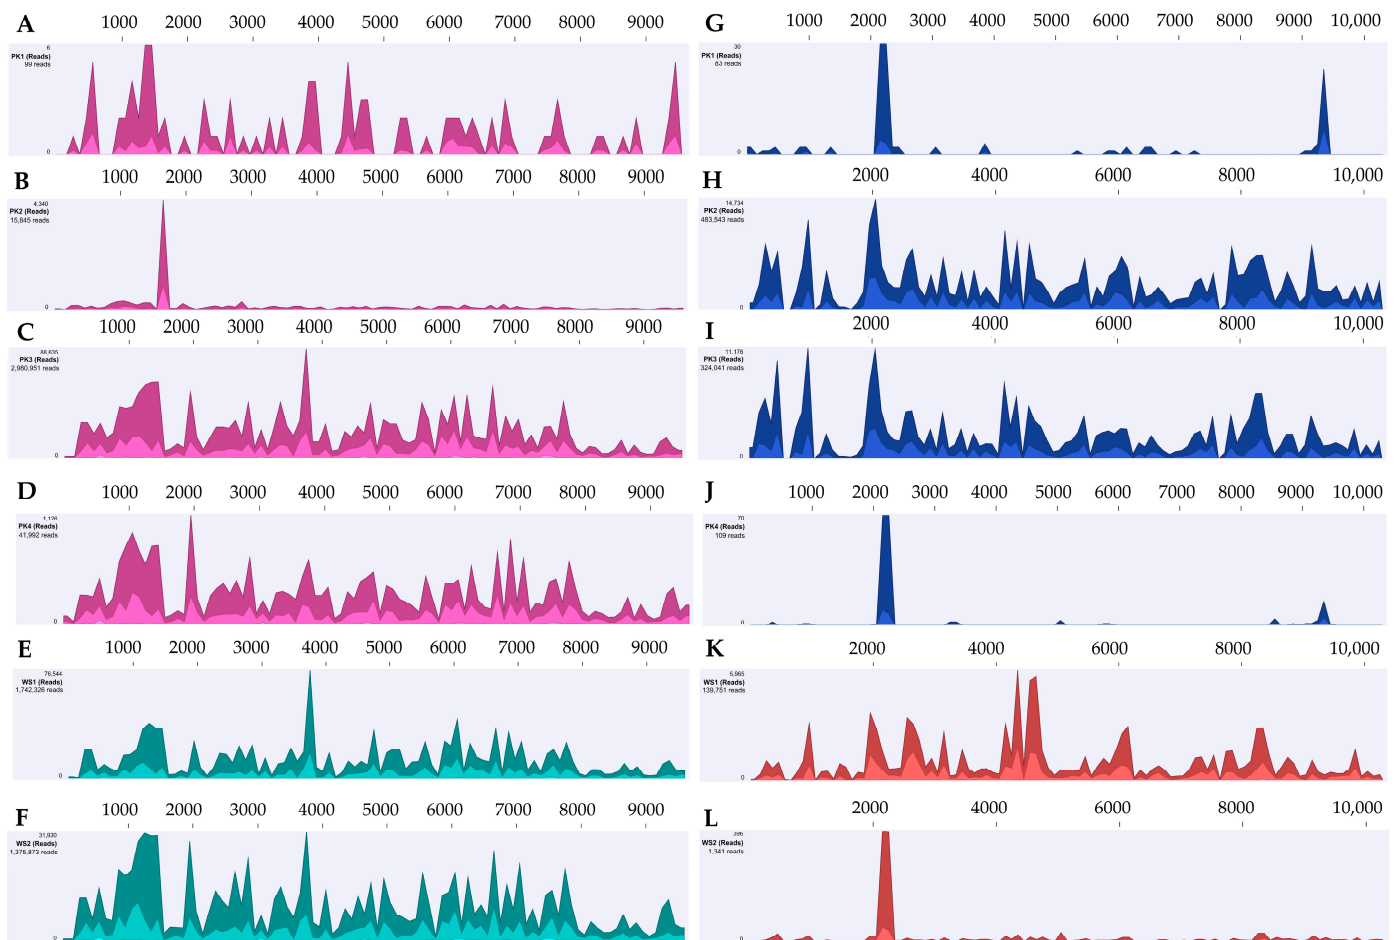 A 1000 2000 3000 4000 5000 6000 7000 8000 9000
6
PK1 (Reads)
99 reads
0
B 1000 2000 3000 4000 5000 6000 7000 8000 9000
4,340
PK2 (Reads)
15,845 reads
0
C 1000 2000 3000 4000 5000 6000 7000 8000 9000
88,635
PK3 (Reads)
2,980,951 reads
0
D 1000 2000 3000 4000 5000 6000 7000 8000 9000
1,126
PK4 (Reads)
41,992 reads
0
E 1000 2000 3000 4000 5000 6000 7000 8000 9000
76,544
WS1 (Reads)
1,742,326 reads
0
F 1000 2000 3000 4000 5000 6000 7000 8000 9000
31,930
WS2 (Reads)
1,375,873 reads
0
G 1000 2000 3000 4000 5000 6000 7000 8000 9000 10,000
30
PK1 (Reads)
63 reads
0
H 2000 4000 6000 8000 10,000
14,734
PK2 (Reads)
483,543 reads
0
I 2000 4000 6000 8000 10,000
11,176
PK3 (Reads)
324,041 reads
0
J 1000 2000 3000 4000 5000 6000 7000 8000 9000 10,000
70
PK4 (Reads)
109 reads
0
K 2000 4000 6000 8000 10,000
5,965
WS1 (Reads)
139,751 reads
0
L 2000 4000 6000 8000 10,000
396
WS2 (Reads)
1,341 reads
0